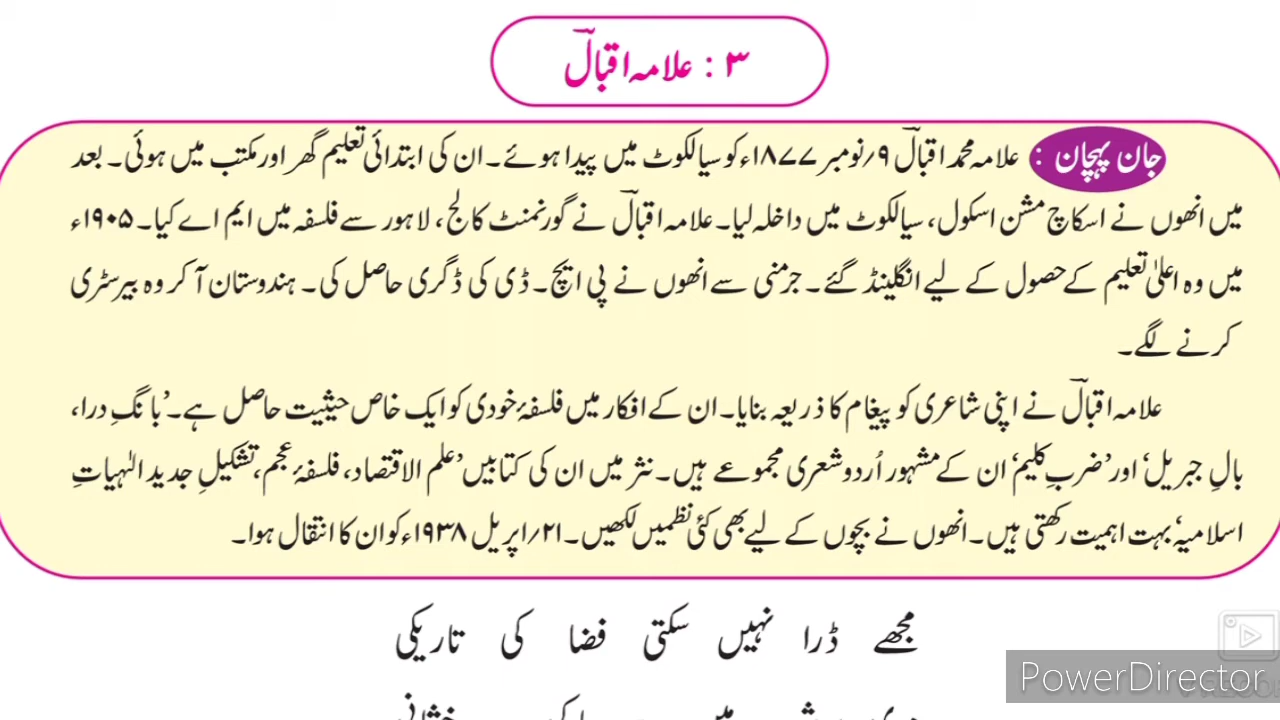 ۳ : علامہ اقبالؔ
جان پہچان : علامہ محمد اقبالؔ ۹؍نومبر ۱۸۷۷ء کو سیالکوٹ میں پیدا ہوئے۔ ان کی ابتدائی تعلیم گھر اور مکتب میں ہوئی۔ بعد
میں انھوں نے اسکاچ مشن اسکول، سیالکوٹ میں داخلہ لیا۔ علامہ اقبالؔ نے گورنمنٹ کالج، لاہور سے فلسفہ میں ایم اے کیا۔ ۱۹۰۵ء
میں وہ اعلیٰ تعلیم کے حصول کے لیے انگلینڈ گئے۔ جرمنی سے انھوں نے پی ایچ۔ ڈی کی ڈگری حاصل کی۔ ہندوستان آ کر وہ بیرسٹری
کرنے لگے۔
علامہ اقبالؔ نے اپنی شاعری کو پیغام کا ذریعہ بنایا۔ ان کے افکار میں فلسفۂ خودی کو ایک خاص حیثیت حاصل ہے۔ ’بانگِ درا،
بالِ جبریل‘ اور ’ضربِ کلیم‘ ان کے مشہور اُردو شعری مجموعے ہیں۔ نثر میں ان کی کتابیں ’علم الاقتصاد، فلسفۂ عجم، تشکیلِ جدید الٰہیاتِ
اسلامیہ‘ بہت اہمیت رکھتی ہیں۔ انھوں نے بچوں کے لیے بھی کئی نظمیں لکھیں۔ ۲۱؍اپریل ۱۹۳۸ء کو ان کا انتقال ہوا۔
مجھے ڈرا نہیں سکتی فضا کی تاریکی
PowerDirector